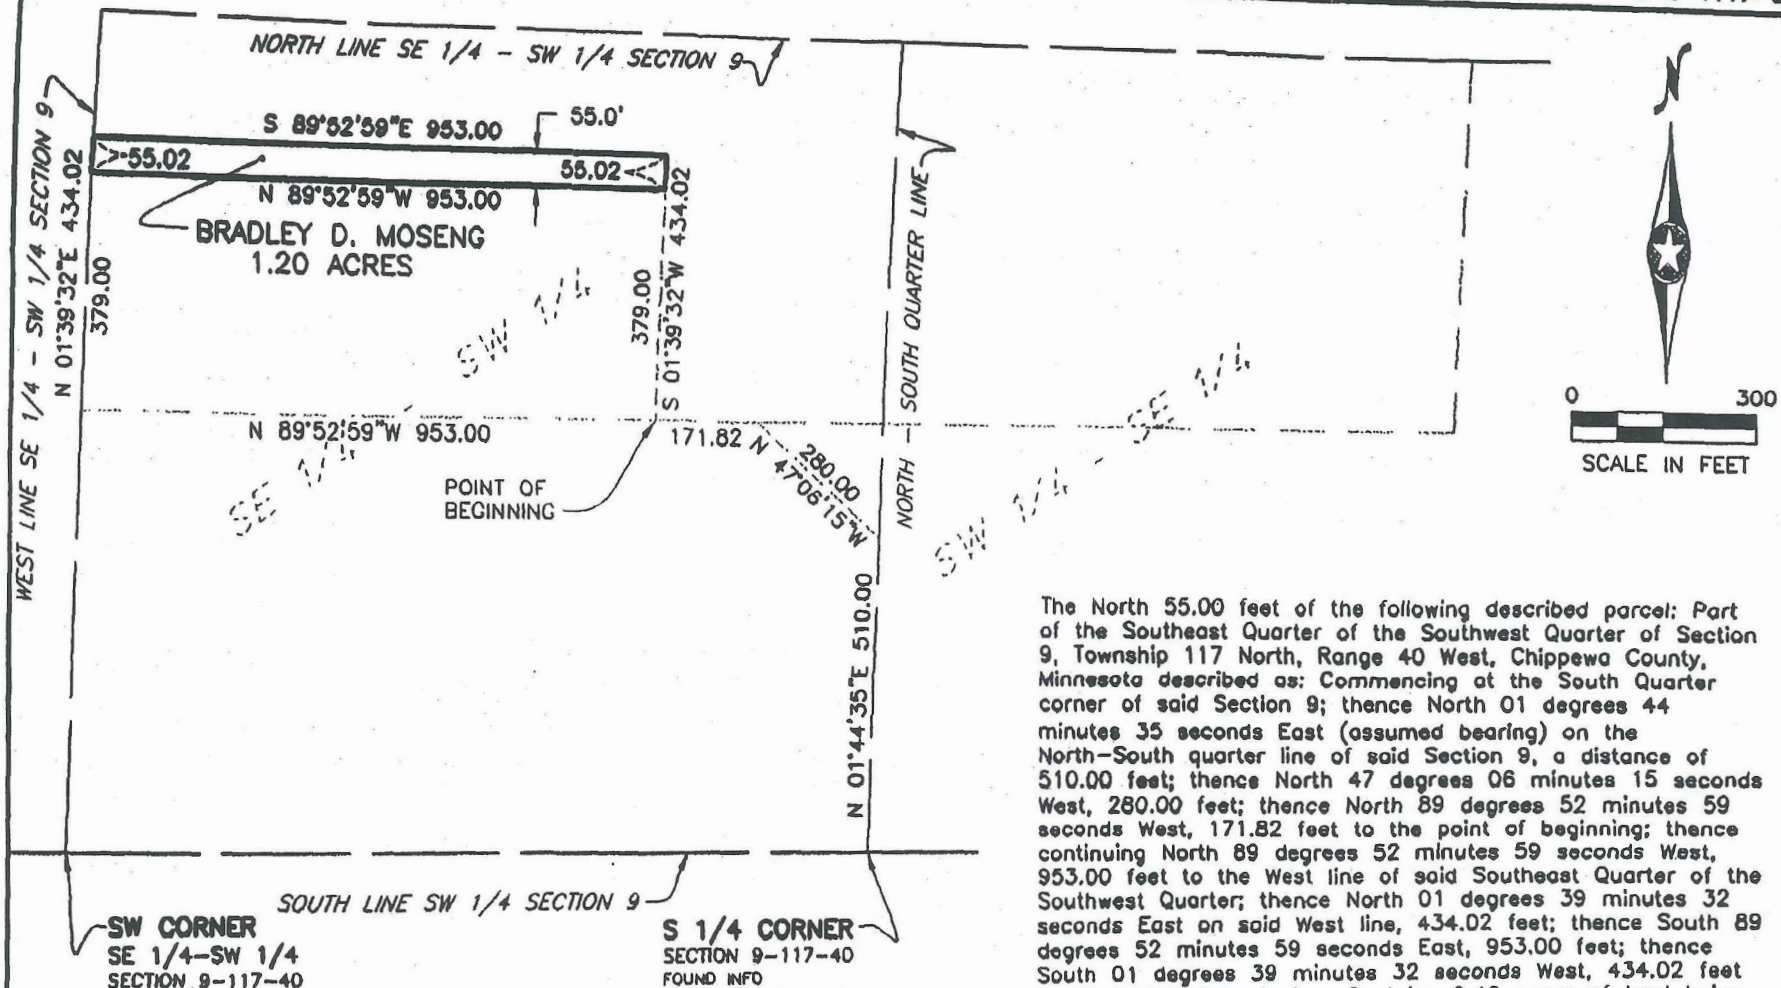 NORTH LINE SE 1/4 - SW 1/4 SECTION 9
WEST LINE SE 1/4 - SW 1/4 SECTION 9
S 89°52'59"E 953.00
55.0'
55.02
55.02
N 89°52'59"W 953.00
BRADLEY D. MOSENG
1.20 ACRES
N 01°39'32"E 434.02
379.00
379.00
S 01°39'32"W 434.02
SW 1/4
SE 1/4
N 89°52'59"W 953.00
171.82
280.00
N 47°06'15"W
POINT OF
BEGINNING
NORTH - SOUTH QUARTER LINE
N 01°44'35"E 510.00
SE 1/4
SW 1/4
N
0 300
SCALE IN FEET
SOUTH LINE SW 1/4 SECTION 9
SW CORNER
SE 1/4-SW 1/4
SECTION 9-117-40
S 1/4 CORNER
SECTION 9-117-40
FOUND INFO
The North 55.00 feet of the following described parcel: Part
of the Southeast Quarter of the Southwest Quarter of Section
9, Township 117 North, Range 40 West, Chippewa County,
Minnesota described as: Commencing at the South Quarter
corner of said Section 9; thence North 01 degrees 44
minutes 35 seconds East (assumed bearing) on the
North-South quarter line of said Section 9, a distance of
510.00 feet; thence North 47 degrees 06 minutes 15 seconds
West, 280.00 feet; thence North 89 degrees 52 minutes 59
seconds West, 171.82 feet to the point of beginning; thence
continuing North 89 degrees 52 minutes 59 seconds West,
953.00 feet to the West line of said Southeast Quarter of the
Southwest Quarter; thence North 01 degrees 39 minutes 32
seconds East on said West line, 434.02 feet; thence South 89
degrees 52 minutes 59 seconds East, 953.00 feet; thence
South 01 degrees 39 minutes 32 seconds West, 434.02 feet